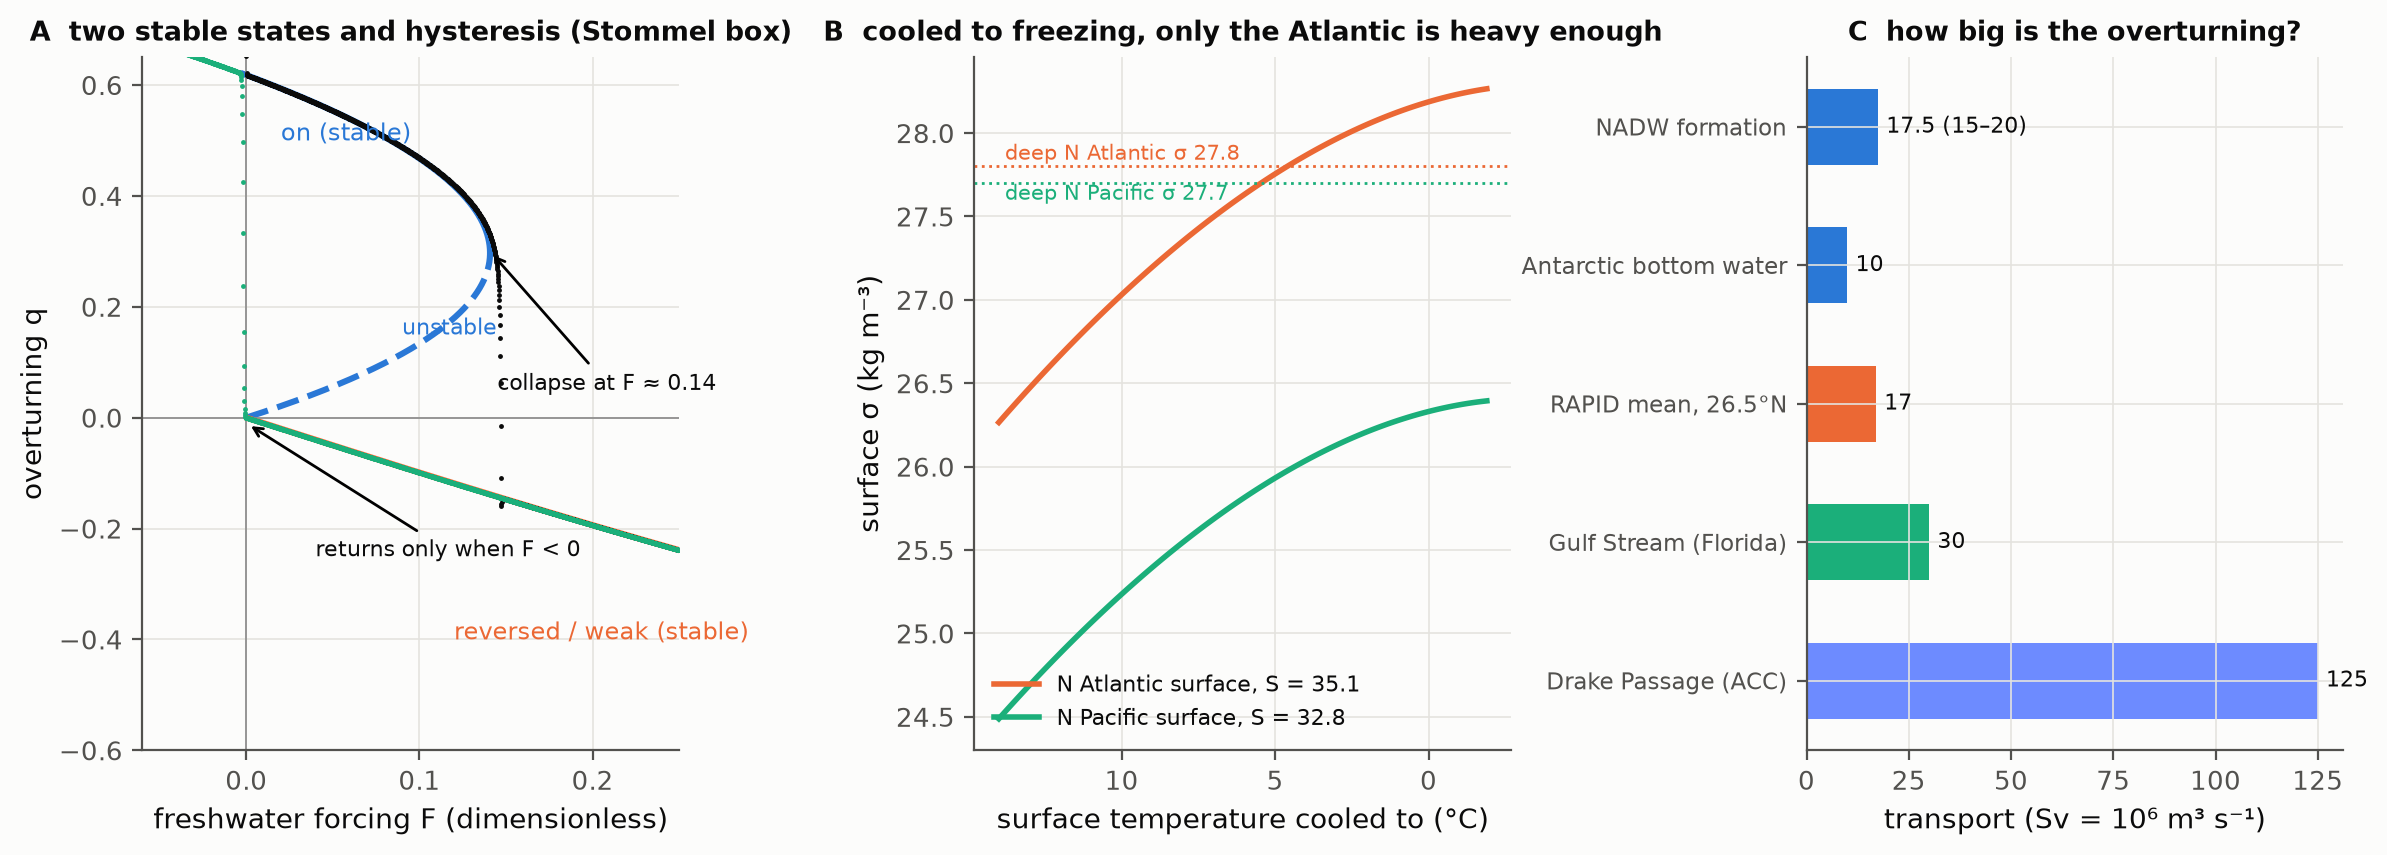 A two stable states and hysteresis (Stommel box)
0.6
0.4
0.2
0.0
−0.2
−0.4
−0.6
overturning q
on (stable)
unstable
collapse at F ≈ 0.14
returns only when F < 0
reversed / weak (stable)
0.0 0.1 0.2
freshwater forcing F (dimensionless)
B cooled to freezing, only the Atlantic is heavy enough
28.0
27.5
27.0
26.5
26.0
25.5
25.0
24.5
surface σ (kg m⁻³)
deep N Atlantic σ 27.8
deep N Pacific σ 27.7
N Atlantic surface, S = 35.1
N Pacific surface, S = 32.8
10 5 0
surface temperature cooled to (°C)
C how big is the overturning?
NADW formation 17.5 (15–20)
Antarctic bottom water 10
RAPID mean, 26.5°N 17
Gulf Stream (Florida) 30
Drake Passage (ACC) 125
0 25 50 75 100 125
transport (Sv = 10⁶ m³ s⁻¹)